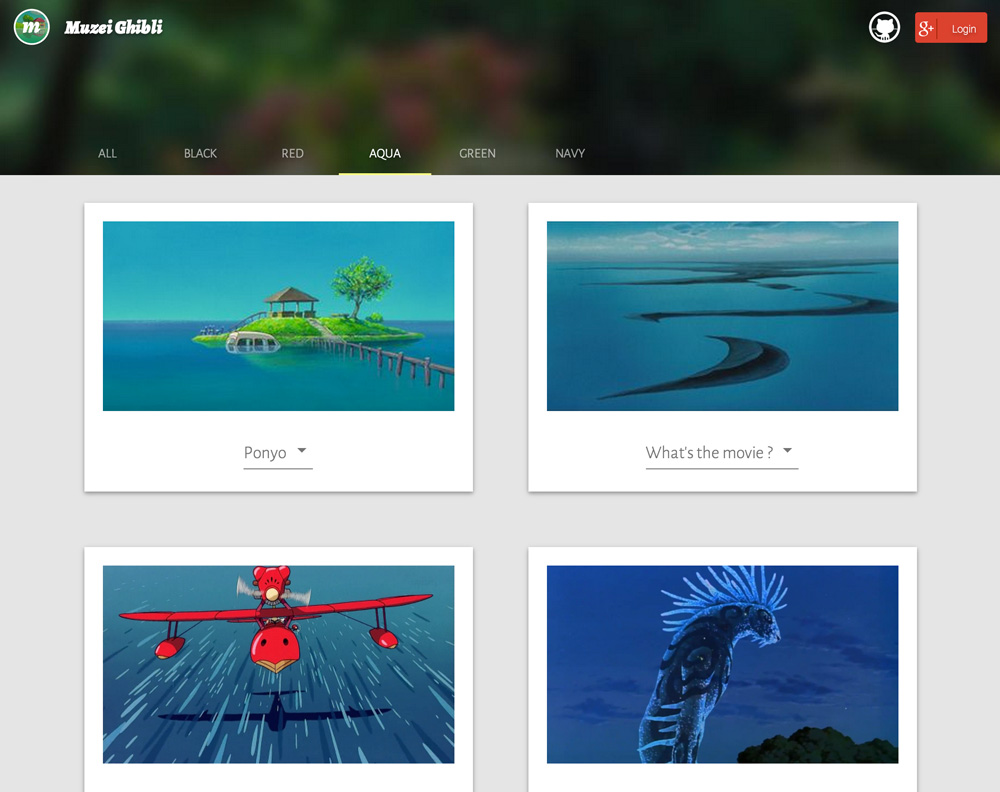 m Muzei Ghibli
g+ Login
ALL BLACK RED AQUA GREEN NAVY
Ponyo
What's the movie ?